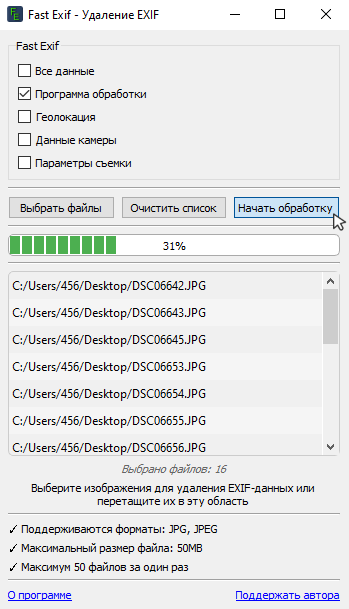 Fast Exif - Удаление EXIF
Fast Exif
Все данные
Программа обработки
Геолокация
Данные камеры
Параметры съемки
Выбрать файлы Очистить список Начать обработку
31%
C:/Users/456/Desktop/DSC06642.JPG
C:/Users/456/Desktop/DSC06643.JPG
C:/Users/456/Desktop/DSC06645.JPG
C:/Users/456/Desktop/DSC06653.JPG
C:/Users/456/Desktop/DSC06654.JPG
C:/Users/456/Desktop/DSC06655.JPG
C:/Users/456/Desktop/DSC06656.JPG
Выбрано файлов: 16
Выберите изображения для удаления EXIF-данных или
перетащите их в эту область
✓ Поддерживаются форматы: JPG, JPEG
✓ Максимальный размер файла: 50MB
✓ Максимум 50 файлов за один раз
О программе Поддержать автора